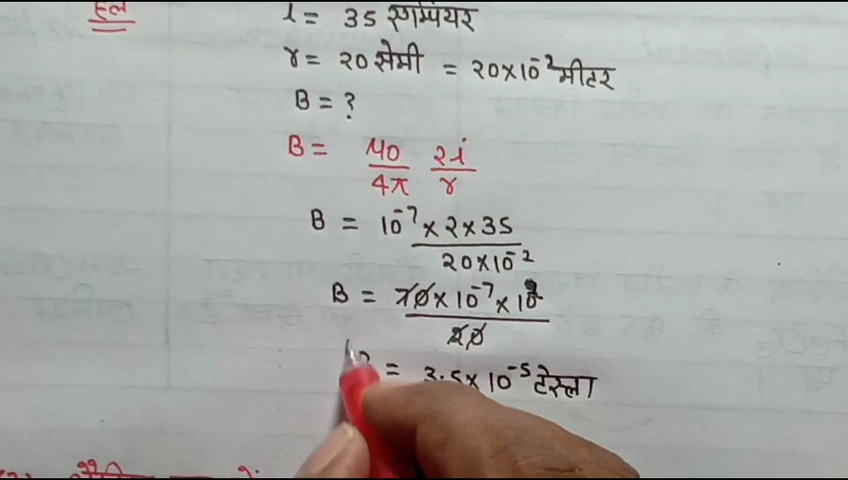 हल
i = 35 एम्पियर
r = 20 सेमी = 20×10⁻² मीटर
B = ?
B = μ0/4π 2i/r
B = 10⁻⁷ × 2 × 35 / 20×10⁻²
B = 70×10⁻⁷×10² / 20
= 3.5×10⁻⁵ टेस्ला